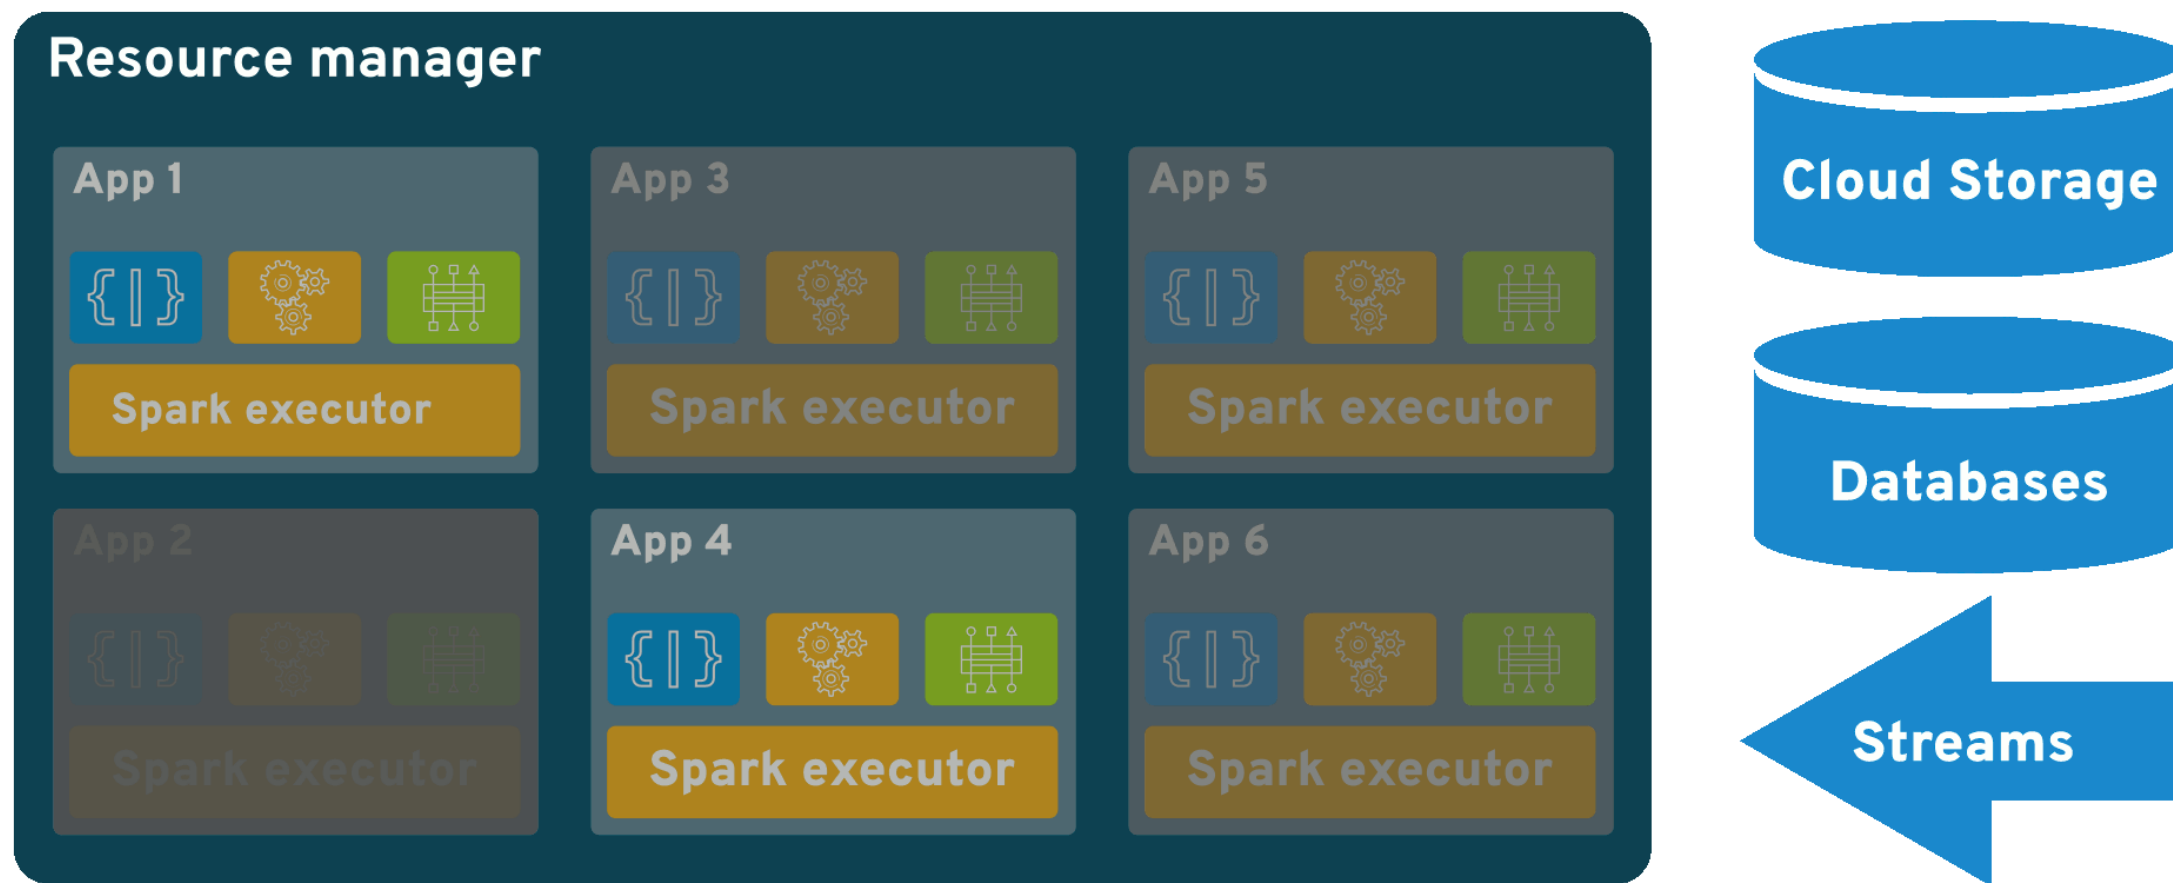 Resource manager
App 1
Spark executor
App 3
Spark executor
App 5
Spark executor
App 2
Spark executor
App 4
Spark executor
App 6
Spark executor
Cloud Storage
Databases
Streams